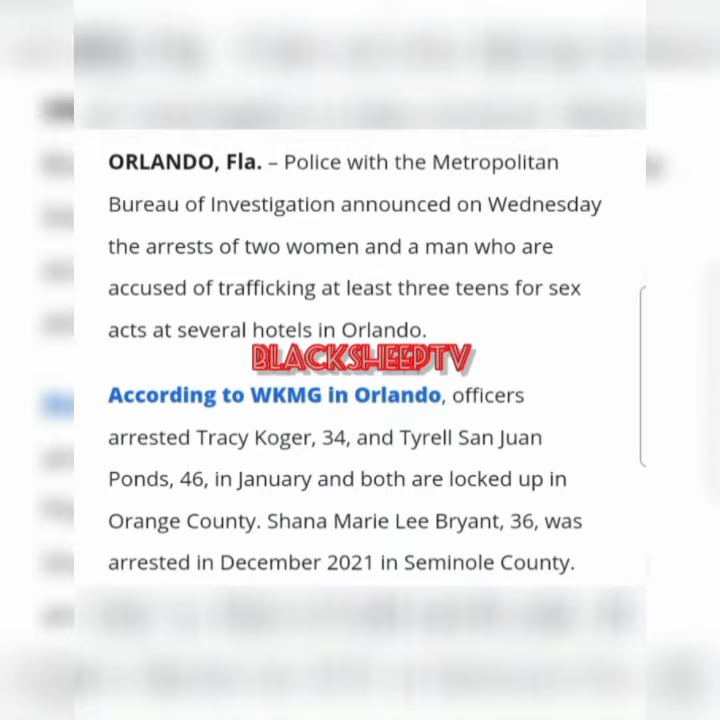 ORLANDO, Fla. – Police with the Metropolitan
Bureau of Investigation announced on Wednesday
the arrests of two women and a man who are
accused of trafficking at least three teens for sex
acts at several hotels in Orlando.
BLACKSHEEPTV
According to WKMG in Orlando, officers
arrested Tracy Koger, 34, and Tyrell San Juan
Ponds, 46, in January and both are locked up in
Orange County. Shana Marie Lee Bryant, 36, was
arrested in December 2021 in Seminole County.